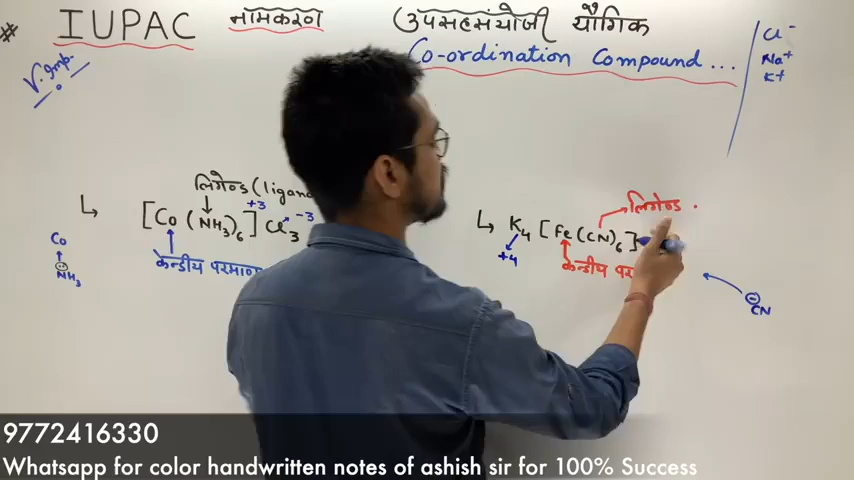 # IUPAC नामकरण (उपसहसंयोजी यौगिक
Co-ordination Compound...
V. Imp.
Cl⁻
Na⁺
K⁺
लिगेण्ड (ligand
+3 -3
↳ [Co(NH₃)₆]Cl₃
केन्द्रीय परमाणु
Co
NH₃
लिगेण्ड.
↳ K₄[Fe(CN)₆]
+4
केन्द्रीय
CN
9772416330
Whatsapp for color handwritten notes of ashish sir for 100% Success